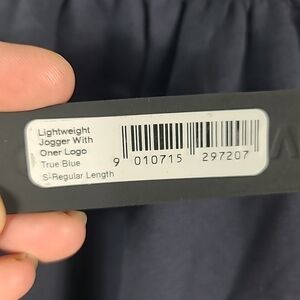 Lightweight
Jogger With
Oner Logo
True Blue
S-Regular Length
9 010715 297207